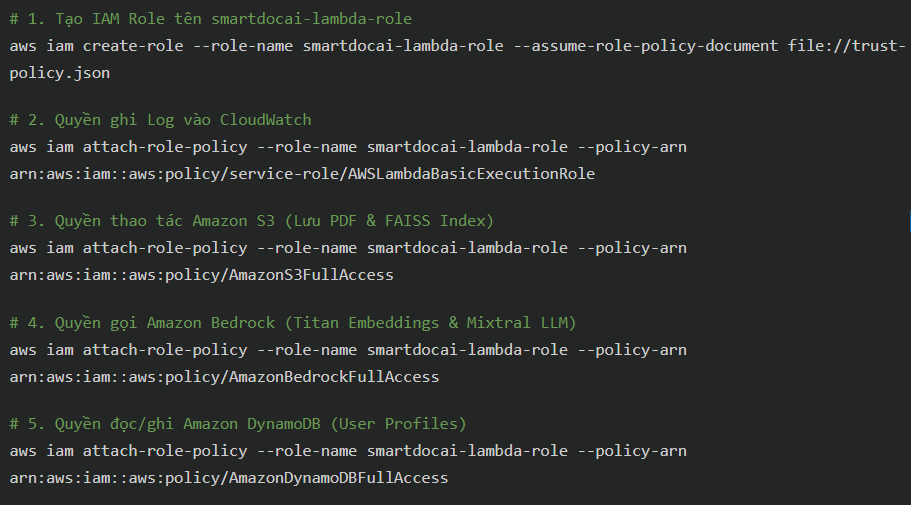 # 1. Tạo IAM Role tên smartdocai-lambda-role
aws iam create-role --role-name smartdocai-lambda-role --assume-role-policy-document file://trust-
policy.json
# 2. Quyền ghi Log vào CloudWatch
aws iam attach-role-policy --role-name smartdocai-lambda-role --policy-arn
arn:aws:iam::aws:policy/service-role/AWSLambdaBasicExecutionRole
# 3. Quyền thao tác Amazon S3 (Lưu PDF & FAISS Index)
aws iam attach-role-policy --role-name smartdocai-lambda-role --policy-arn
arn:aws:iam::aws:policy/AmazonS3FullAccess
# 4. Quyền gọi Amazon Bedrock (Titan Embeddings & Mixtral LLM)
aws iam attach-role-policy --role-name smartdocai-lambda-role --policy-arn
arn:aws:iam::aws:policy/AmazonBedrockFullAccess
# 5. Quyền đọc/ghi Amazon DynamoDB (User Profiles)
aws iam attach-role-policy --role-name smartdocai-lambda-role --policy-arn
arn:aws:iam::aws:policy/AmazonDynamoDBFullAccess